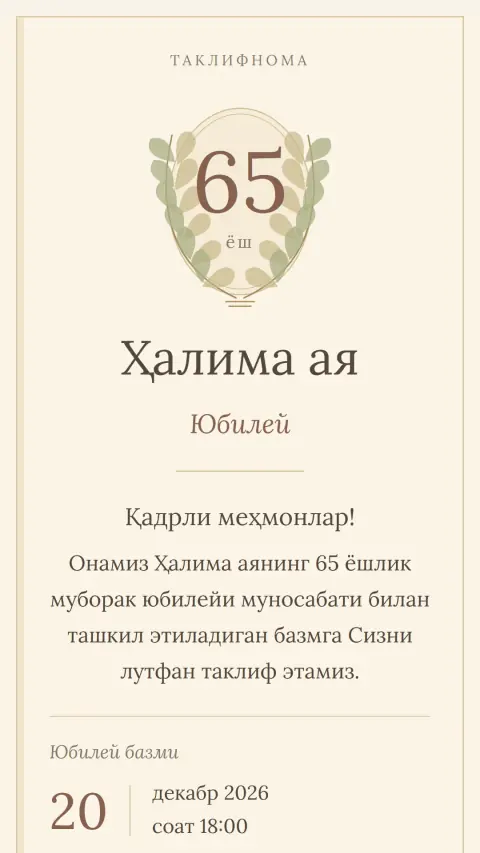 ТАКЛИФНОМА
65
ёш
Ҳалима ая
Юбилей
Қадрли меҳмонлар!
Онамиз Ҳалима аянинг 65 ёшлик
муборак юбилейи муносабати билан
ташкил этиладиган базмга Сизни
лутфан таклиф этамиз.
Юбилей базми
20
декабр 2026
соат 18:00